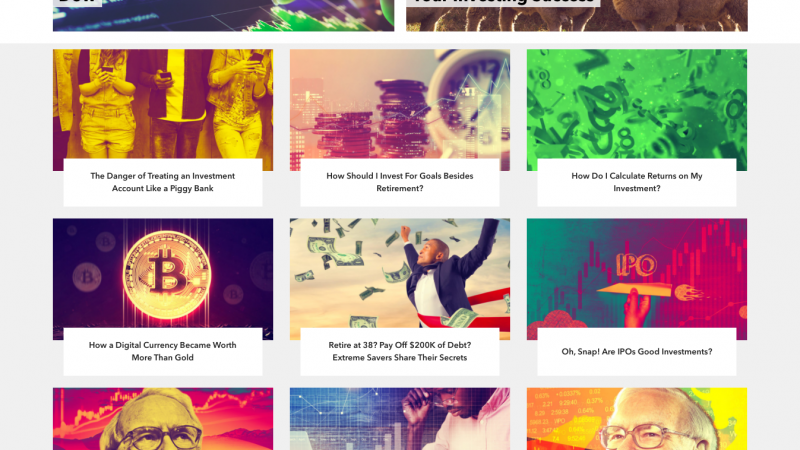 Your Investing Success
The Danger of Treating an Investment
Account Like a Piggy Bank
How Should I Invest For Goals Besides
Retirement?
How Do I Calculate Returns on My
Investment?
IPO
How a Digital Currency Became Worth
More Than Gold
Retire at 38? Pay Off $200K of Debt?
Extreme Savers Share Their Secrets
Oh, Snap! Are IPOs Good Investments?